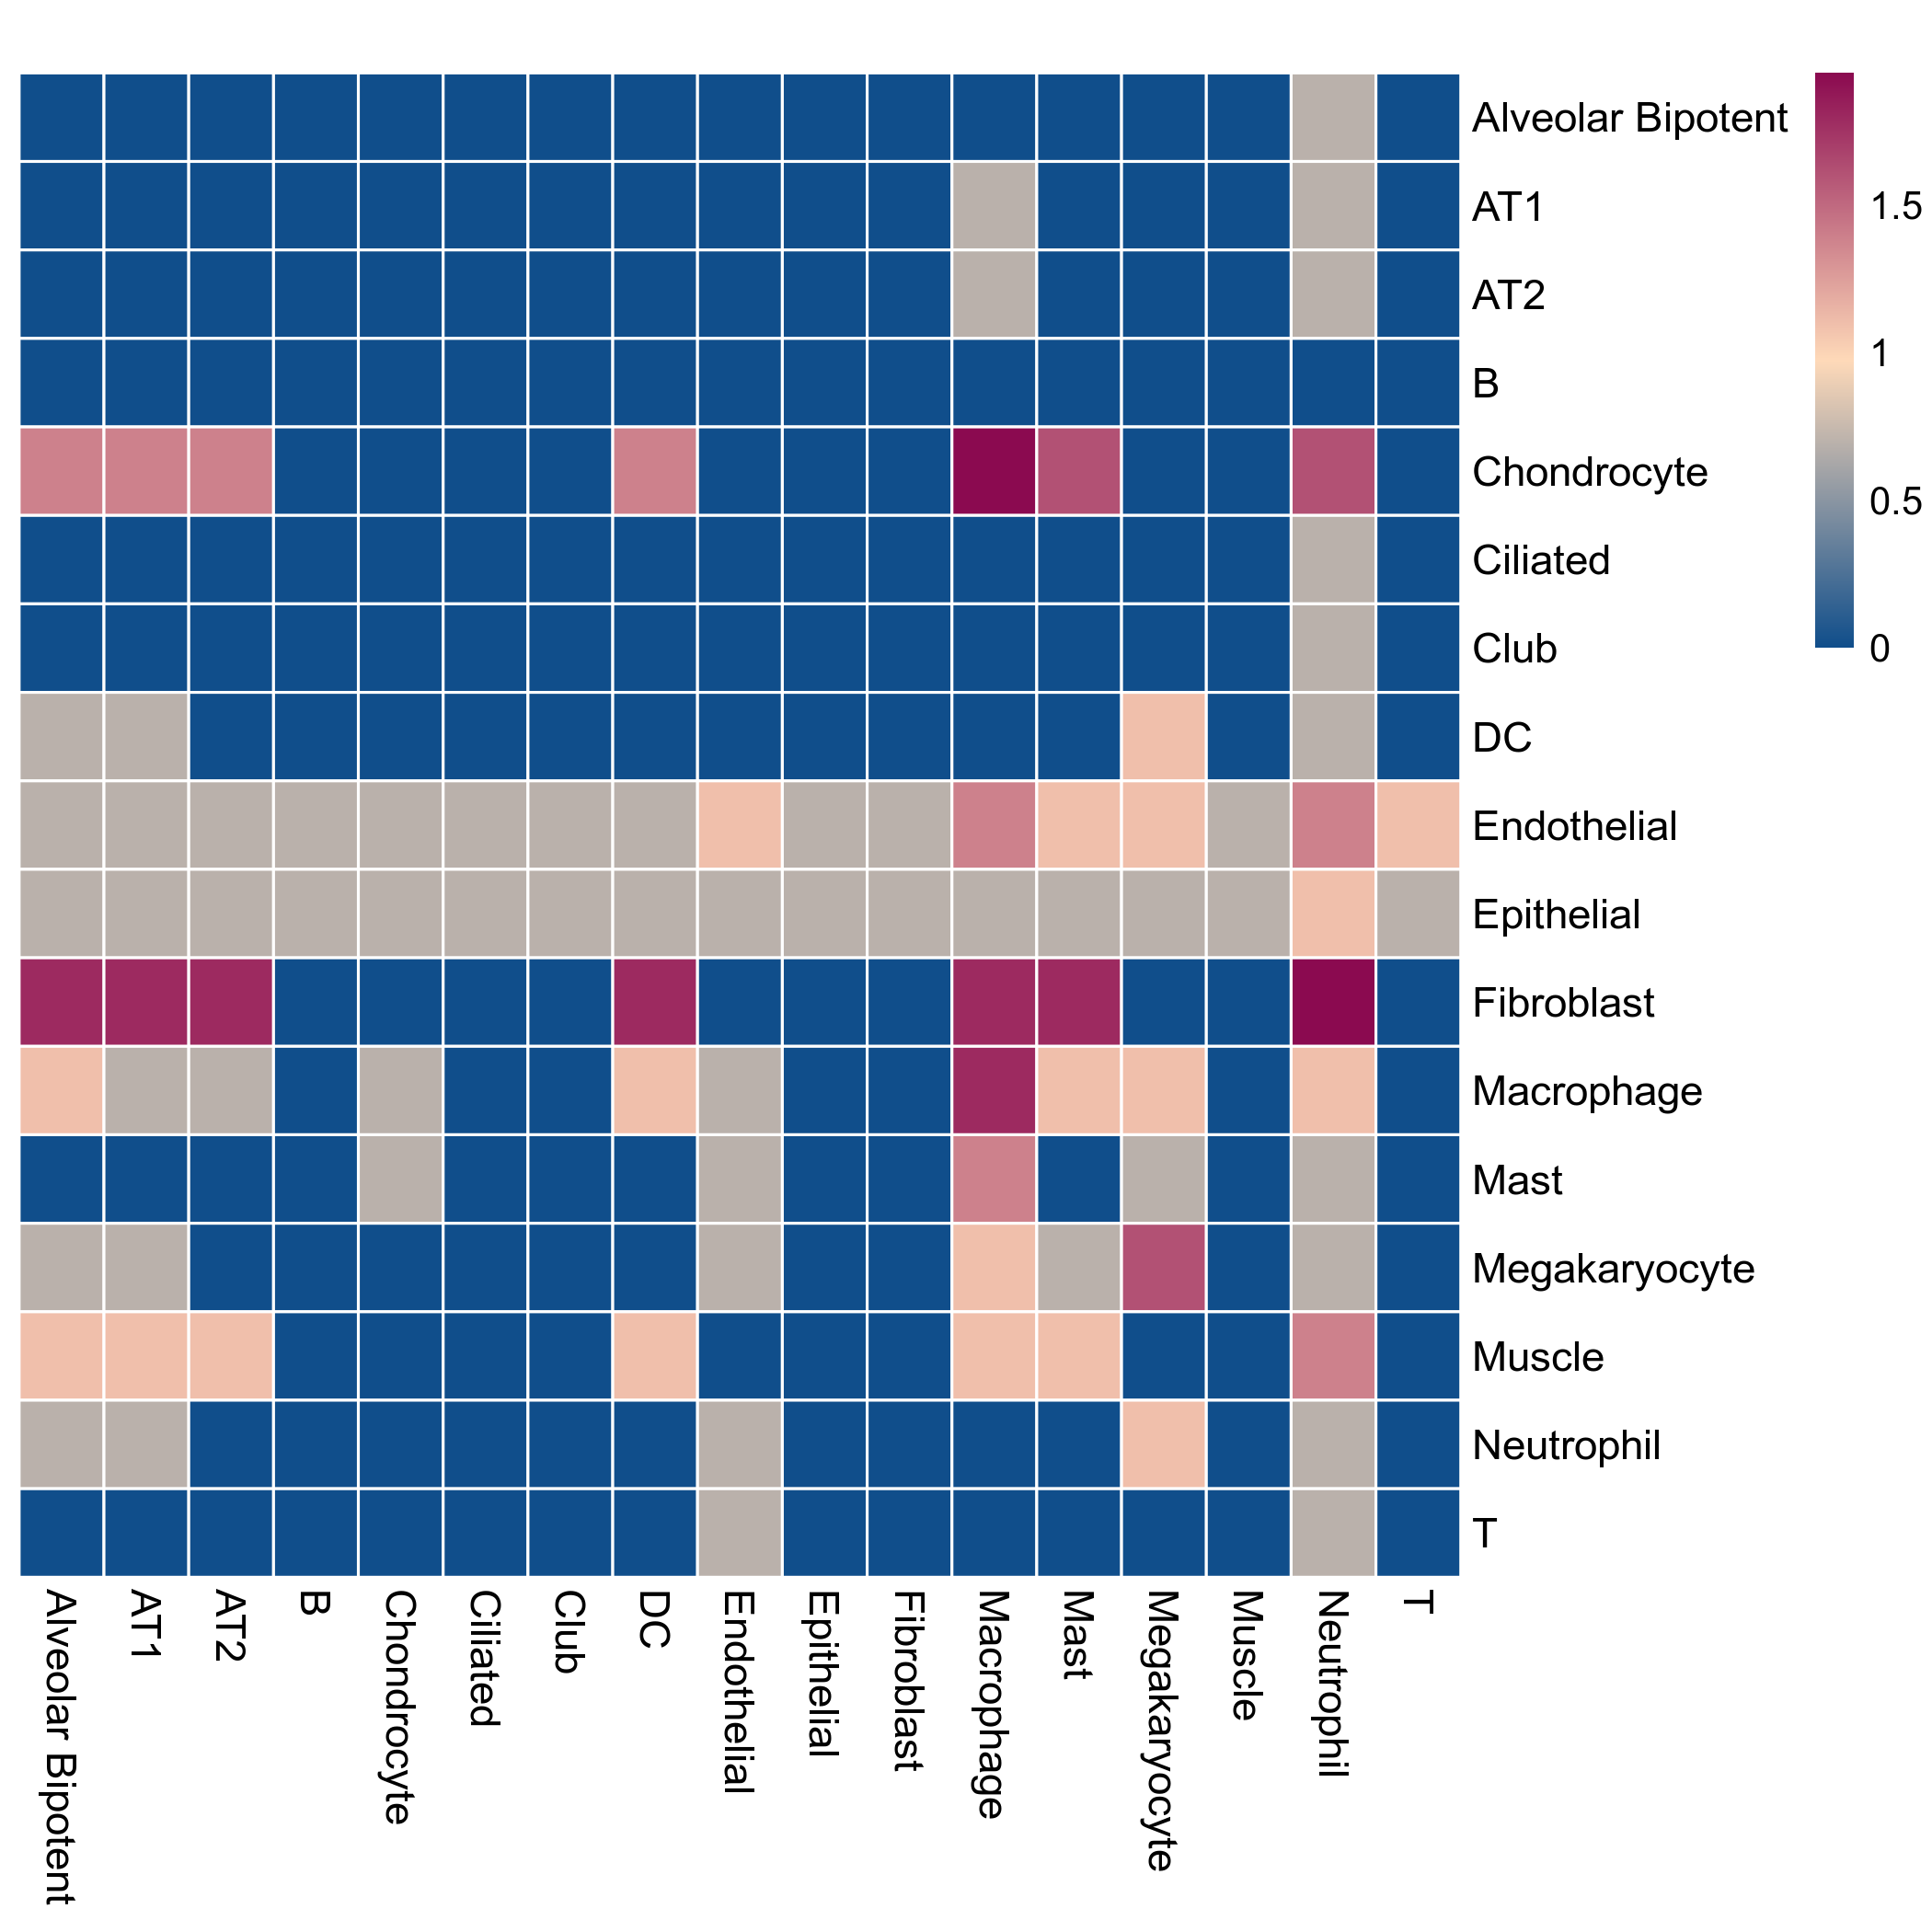 Alveolar Bipotent
AT1
AT2
B
Chondrocyte
Ciliated
Club
DC
Endothelial
Epithelial
Fibroblast
Macrophage
Mast
Megakaryocyte
Muscle
Neutrophil
T
1.5
1
0.5
0
Alveolar Bipotent
AT1
AT2
B
Chondrocyte
Ciliated
Club
DC
Endothelial
Epithelial
Fibroblast
Macrophage
Mast
Megakaryocyte
Muscle
Neutrophil
T